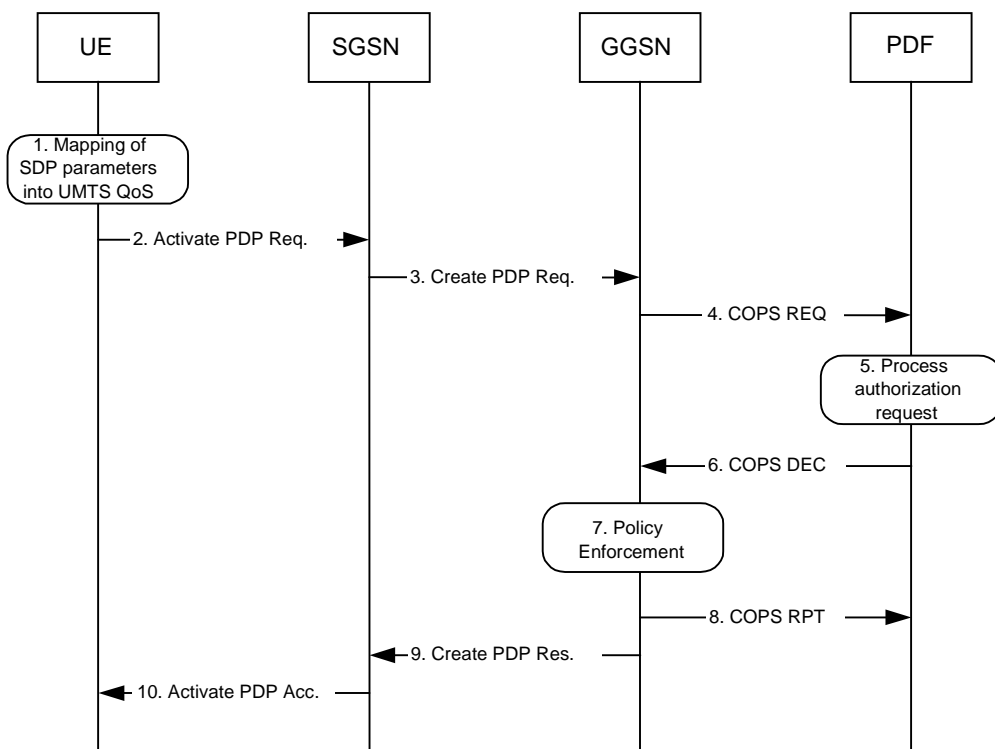 UE
SGSN
GGSN
PDF
1. Mapping of
SDP parameters
into UMTS QoS
2. Activate PDP Req.
3. Create PDP Req.
4. COPS REQ
5. Process
authorization
request
6. COPS DEC
7. Policy
Enforcement
8. COPS RPT
9. Create PDP Res.
10. Activate PDP Acc.